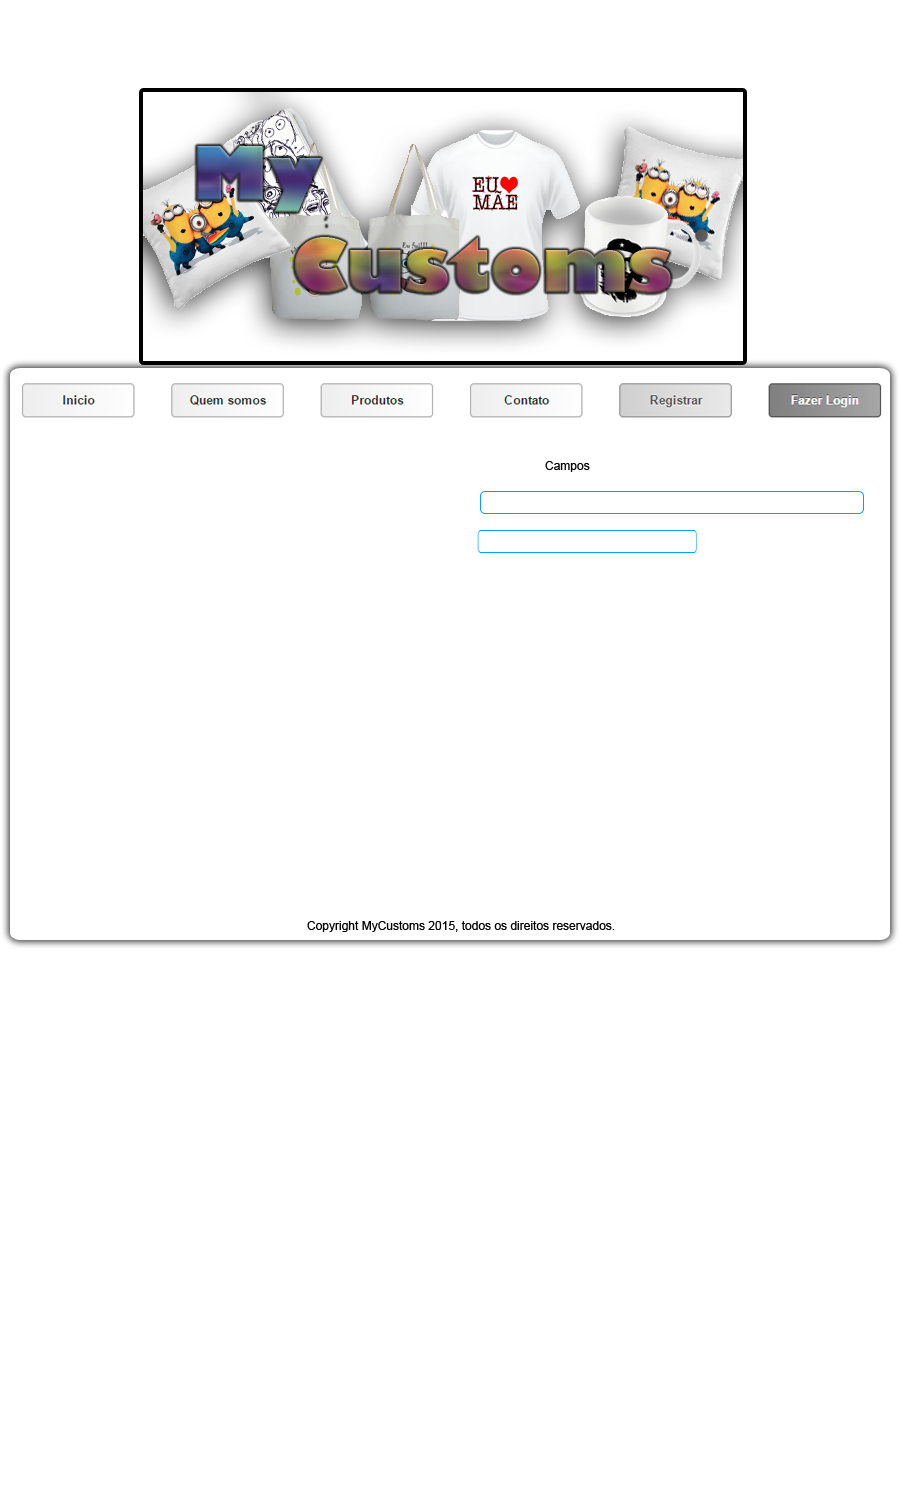 My
EU
MÃE
Eu fui!!!
Customs
Inicio
Quem somos
Produtos
Contato
Registrar
Fazer Login
Campos
Copyright MyCustoms 2015, todos os direitos reservados.